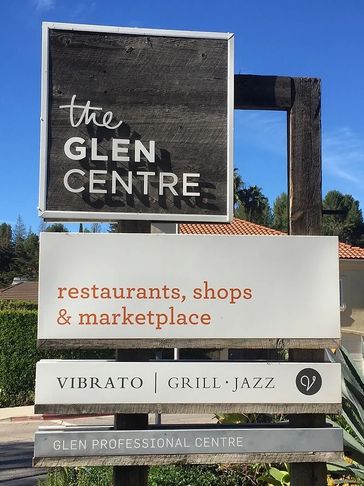 the
GLEN
CENTRE
restaurants, shops
& marketplace
VIBRATO | GRILL · JAZZ V
GLEN PROFESSIONAL CENTRE